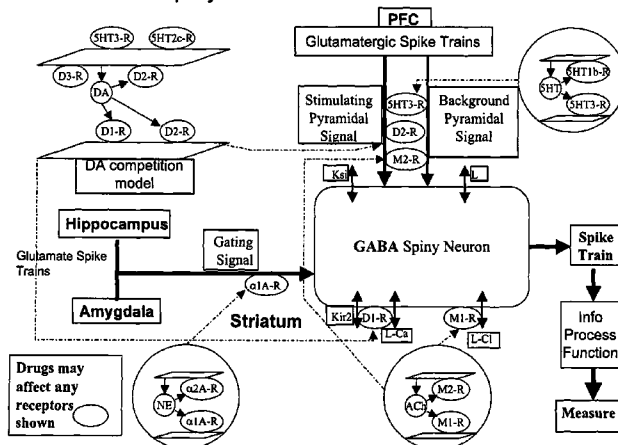 5HT3-R
5HT2c-R
D3-R
D2-R
DA
D1-R
D2-R
DA competition
model
PFC
Glutamatergic Spike Trains
Stimulating
Pyramidal
Signal
5HT3-R
D2-R
M2-R
Background
Pyramidal
Signal
5HT
5HT1b-R
5HT3-R
Ksi
L
Hippocampus
Glutamate Spike
Trains
Amygdala
Gating
Signal
α1A-R
Striatum
GABA Spiny Neuron
Kir2
D1-R
L-Ca
M1-R
L-Cl
Spike
Train
Info
Process
Function
Measure
Drugs may
affect any
receptors
shown
NE
α2A-R
α1A-R
ACh
M2-R
M1-R